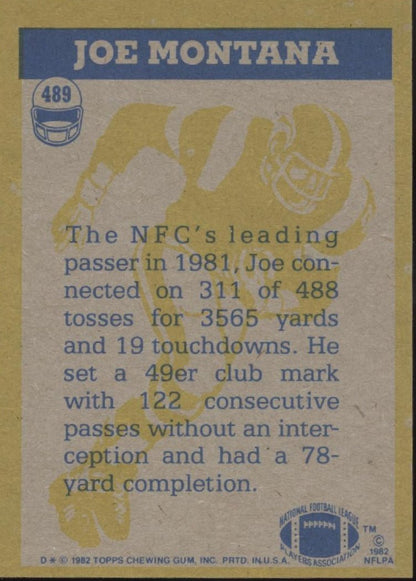 JOE MONTANA
489
The NFC's leading
passer in 1981, Joe con-
nected on 311 of 488
tosses for 3565 yards
and 19 touchdowns. He
set a 49er club mark
with 122 consecutive
passes without an inter-
ception and had a 78-
yard completion.
NATIONAL FOOTBALL LEAGUE
PLAYERS ASSOCIATION
TM
©
1982
NFLPA
D * © 1982 TOPPS CHEWING GUM, INC. PRTD. IN U.S.A.